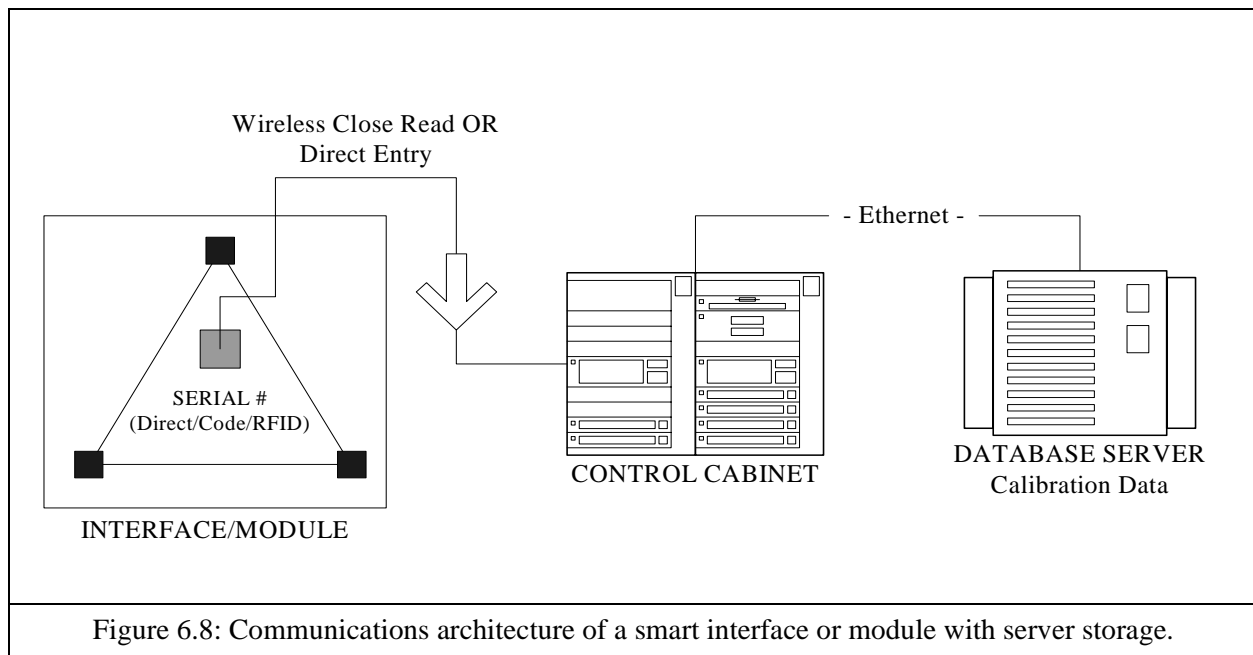 Wireless Close Read OR
Direct Entry
- Ethernet -
SERIAL #
(Direct/Code/RFID)
INTERFACE/MODULE
CONTROL CABINET
DATABASE SERVER
Calibration Data
Figure 6.8: Communications architecture of a smart interface or module with server storage.